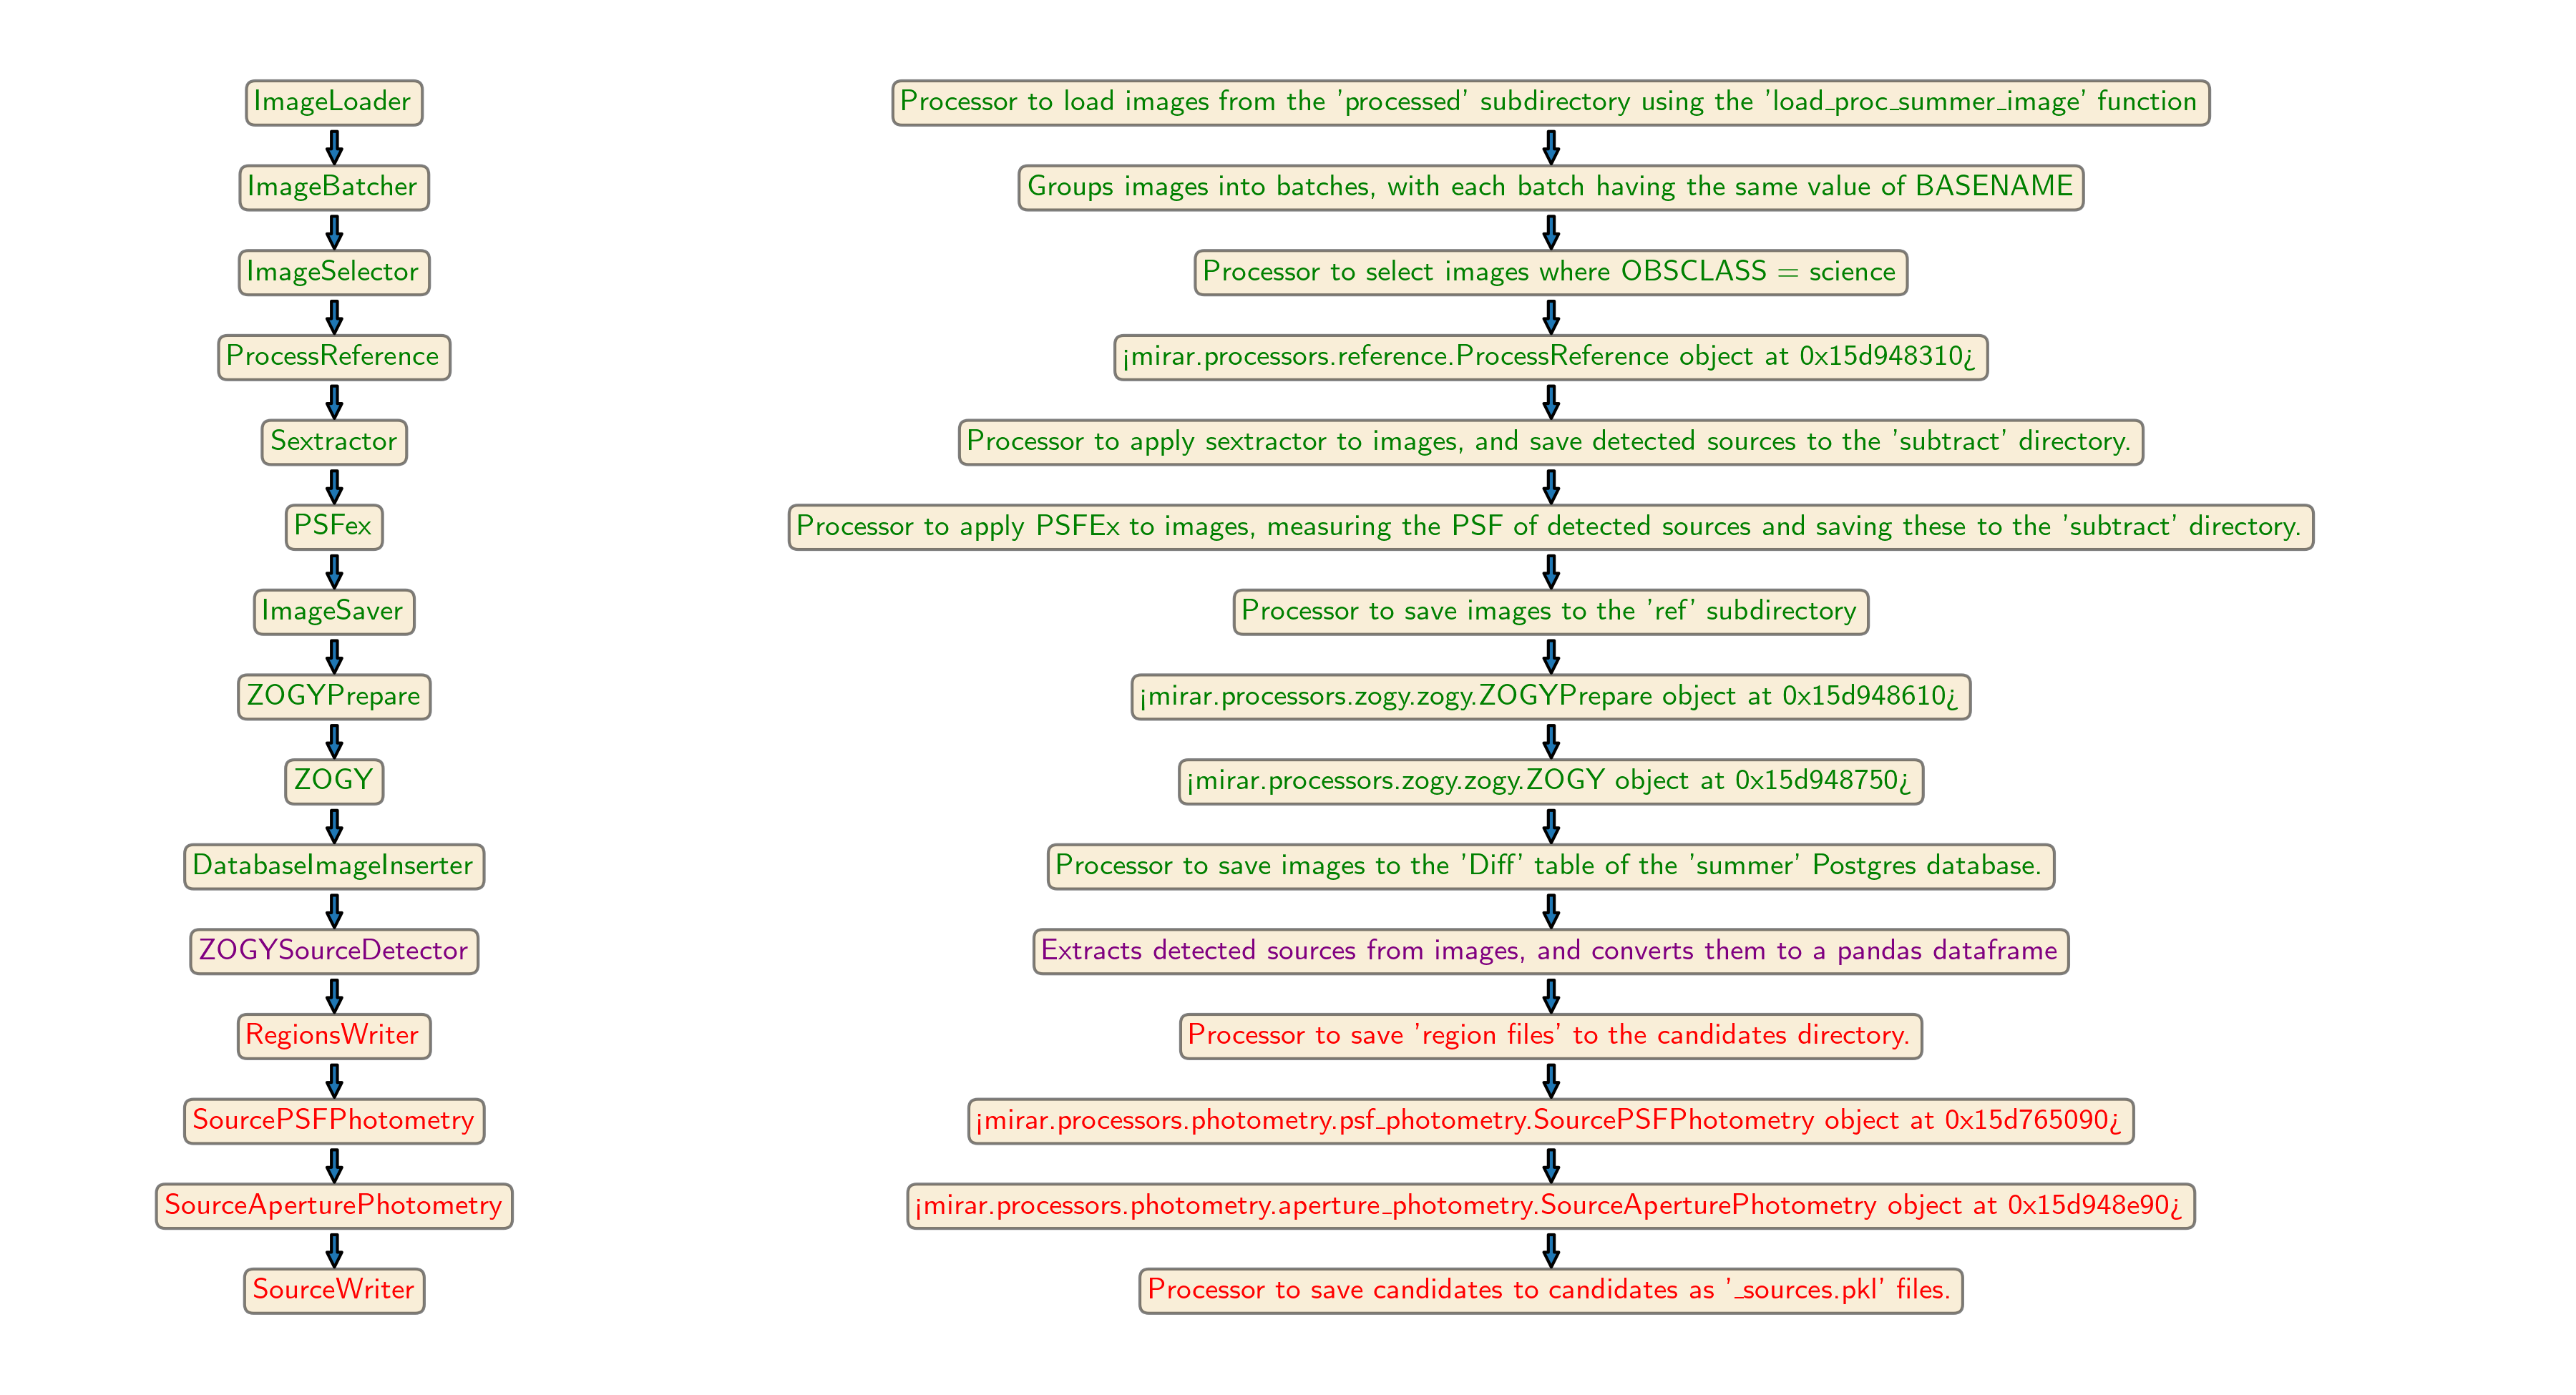 ImageLoader
Processor to load images from the 'processed' subdirectory using the 'load_proc_summer_image' function
ImageBatcher
Groups images into batches, with each batch having the same value of BASENAME
ImageSelector
Processor to select images where OBSCLASS = science
ProcessReference
<mirar.processors.reference.ProcessReference object at 0x15d948310>
Sextractor
Processor to apply sextractor to images, and save detected sources to the 'subtract' directory.
PSFex
Processor to apply PSFEx to images, measuring the PSF of detected sources and saving these to the 'subtract' directory.
ImageSaver
Processor to save images to the 'ref' subdirectory
ZOGYPrepare
<mirar.processors.zogy.zogy.ZOGYPrepare object at 0x15d948610>
ZOGY
<mirar.processors.zogy.zogy.ZOGY object at 0x15d948750>
DatabaseImageInserter
Processor to save images to the 'Diff' table of the 'summer' Postgres database.
ZOGYSourceDetector
Extracts detected sources from images, and converts them to a pandas dataframe
RegionsWriter
Processor to save 'region files' to the candidates directory.
SourcePSFPhotometry
<mirar.processors.photometry.psf_photometry.SourcePSFPhotometry object at 0x15d765090>
SourceAperturePhotometry
<mirar.processors.photometry.aperture_photometry.SourceAperturePhotometry object at 0x15d948e90>
SourceWriter
Processor to save candidates to candidates as '_sources.pkl' files.